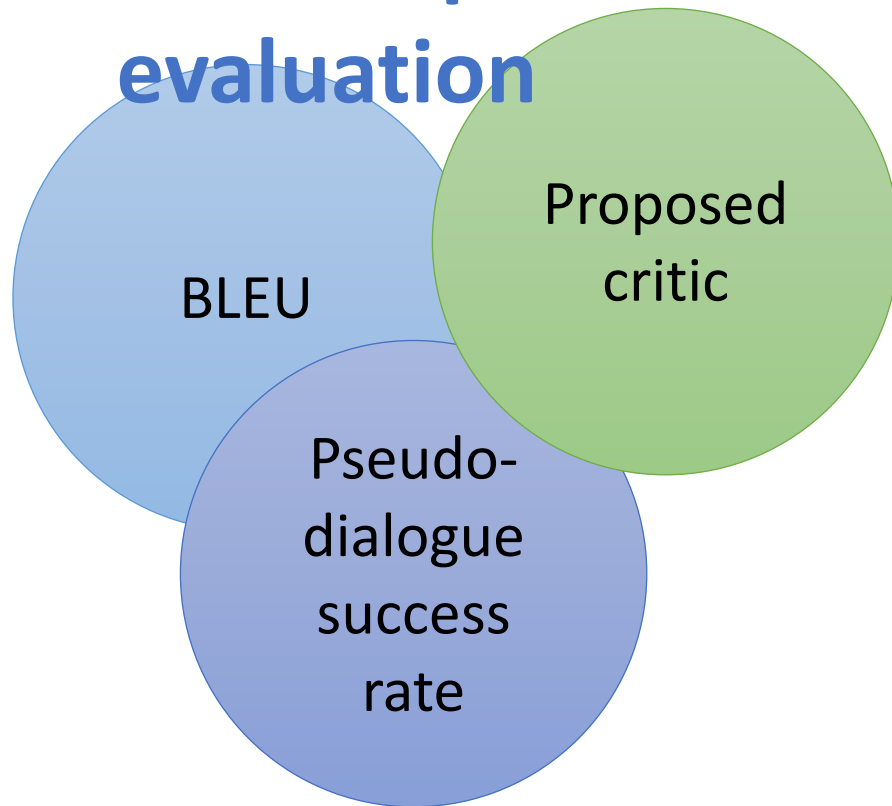 evaluation
Proposed
critic
BLEU
Pseudo-
dialogue
success
rate